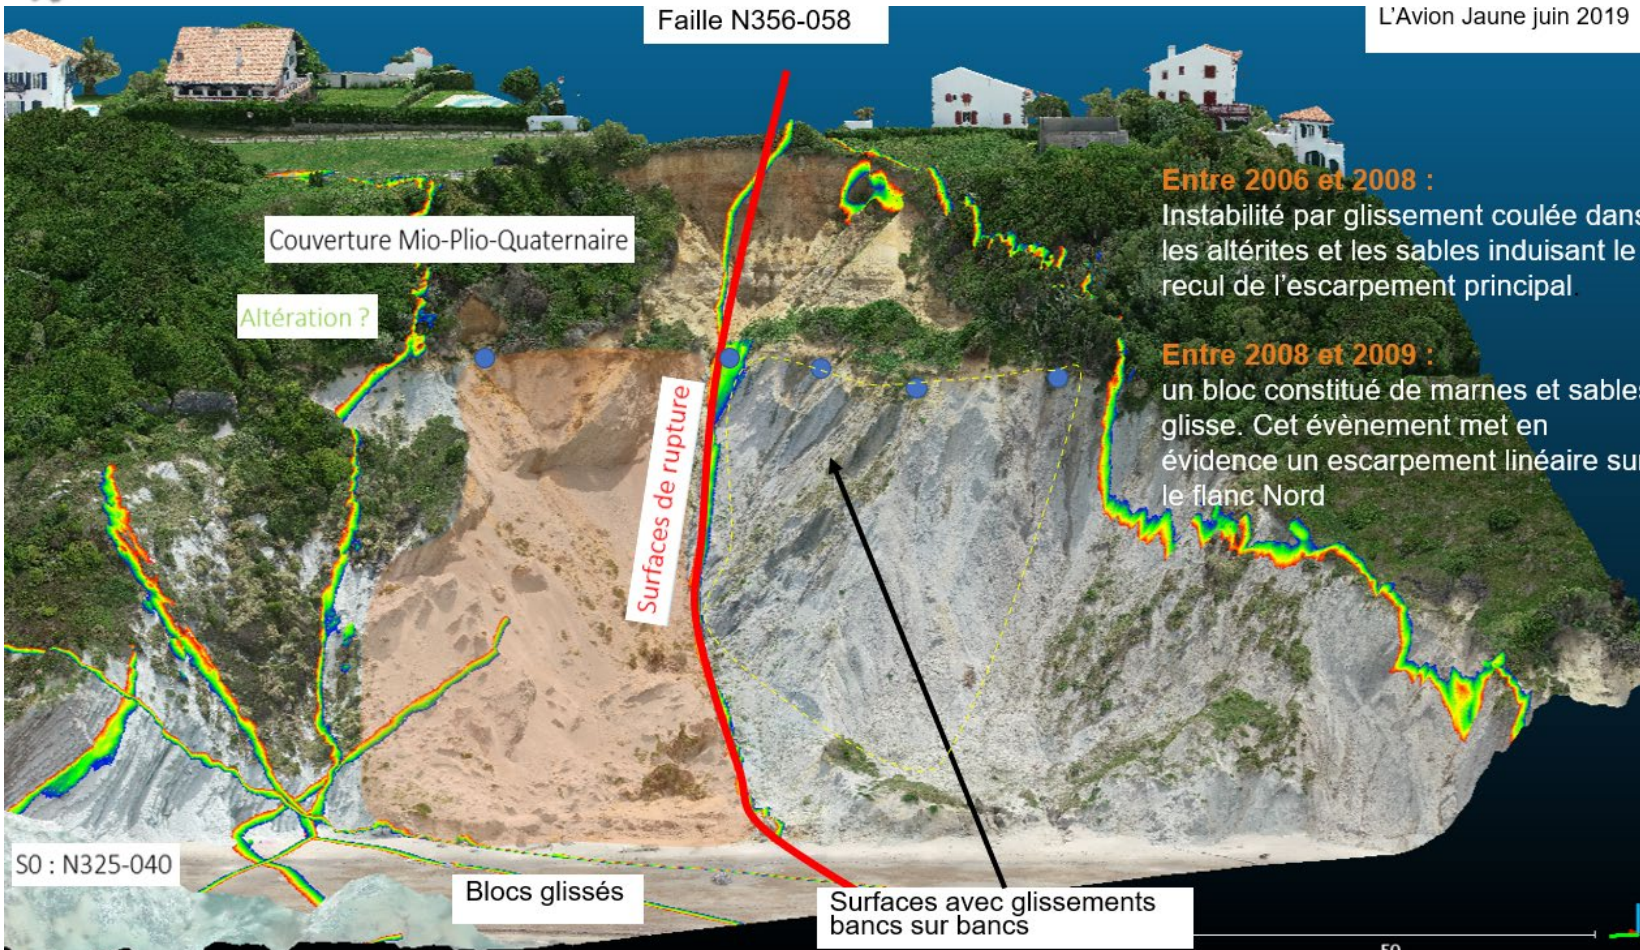 Faille N356-058
L'Avion Jaune juin 2019
Entre 2006 et 2008 :
Instabilité par glissement coulée dans
les altérites et les sables induisant le
recul de l'escarpement principal.
Couverture Mio-Plio-Quaternaire
Altération ?
Entre 2008 et 2009 :
un bloc constitué de marnes et sables
glisse. Cet évènement met en
évidence un escarpement linéaire sur
le flanc Nord
Surfaces de rupture
S0 : N325-040
Blocs glissés
Surfaces avec glissements
bancs sur bancs